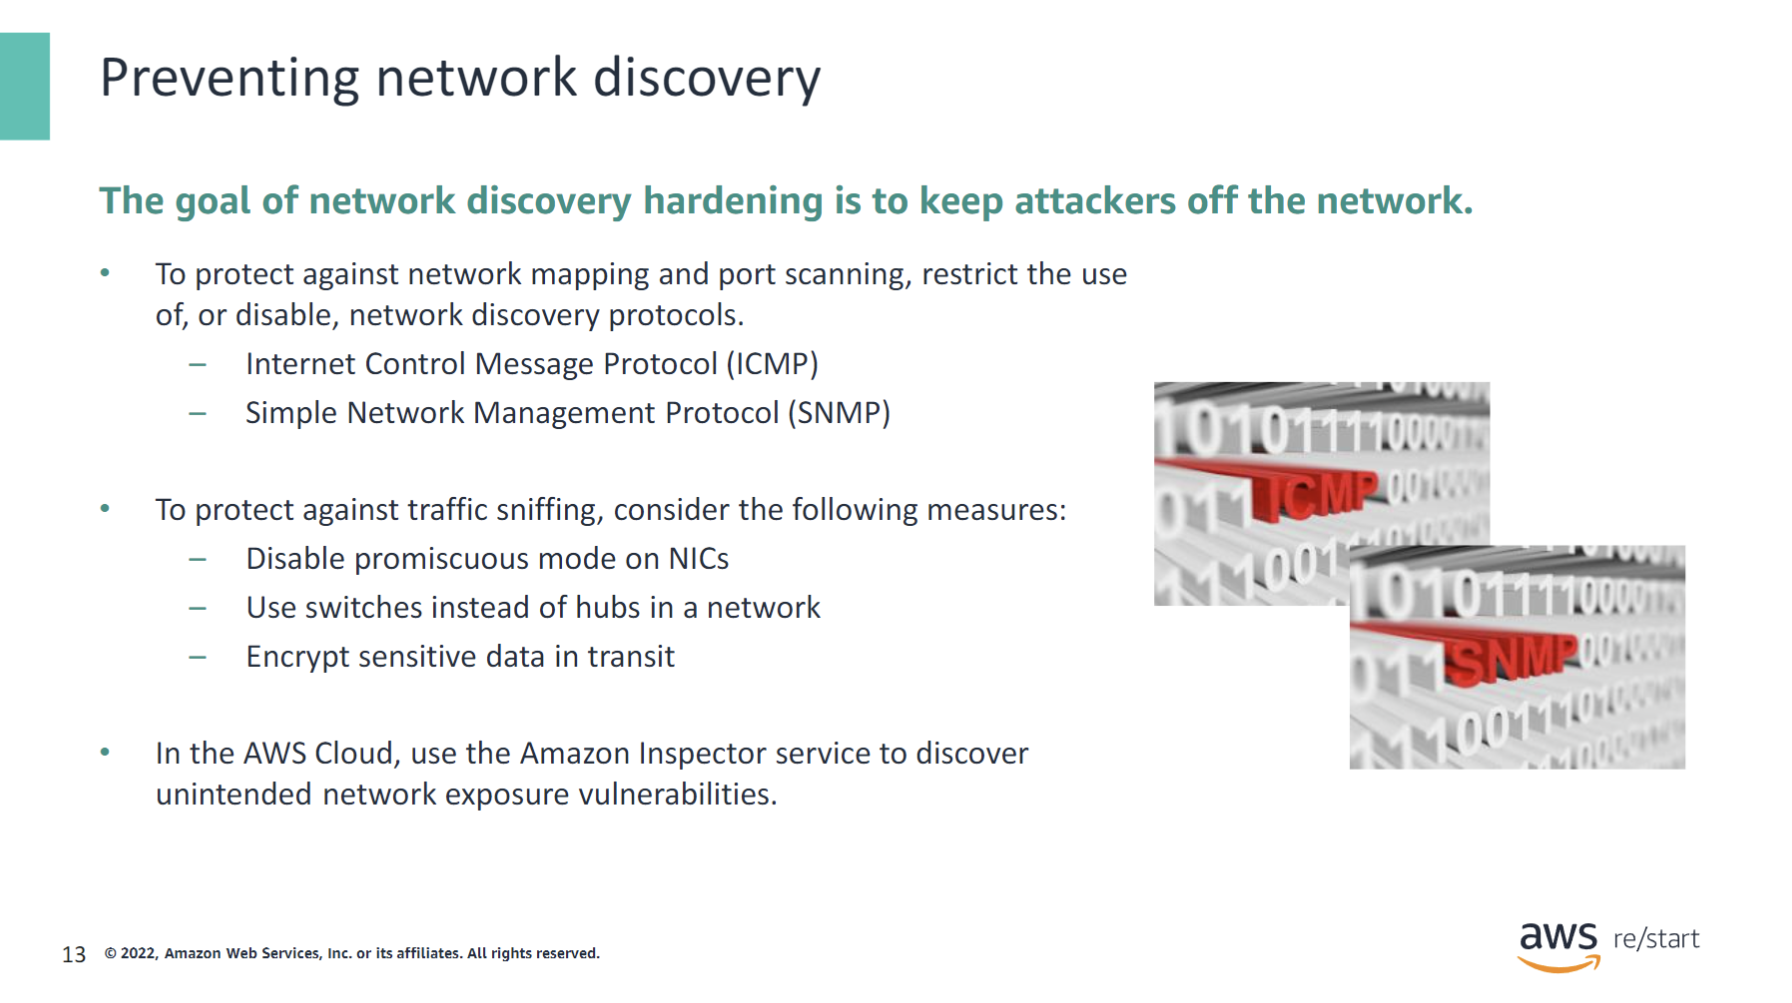 Preventing network discovery
The goal of network discovery hardening is to keep attackers off the network.
• To protect against network mapping and port scanning, restrict the use
of, or disable, network discovery protocols.
– Internet Control Message Protocol (ICMP)
– Simple Network Management Protocol (SNMP)
• To protect against traffic sniffing, consider the following measures:
– Disable promiscuous mode on NICs
– Use switches instead of hubs in a network
– Encrypt sensitive data in transit
• In the AWS Cloud, use the Amazon Inspector service to discover
unintended network exposure vulnerabilities.
ICMP
SNMP
13 © 2022, Amazon Web Services, Inc. or its affiliates. All rights reserved.
aws re/start